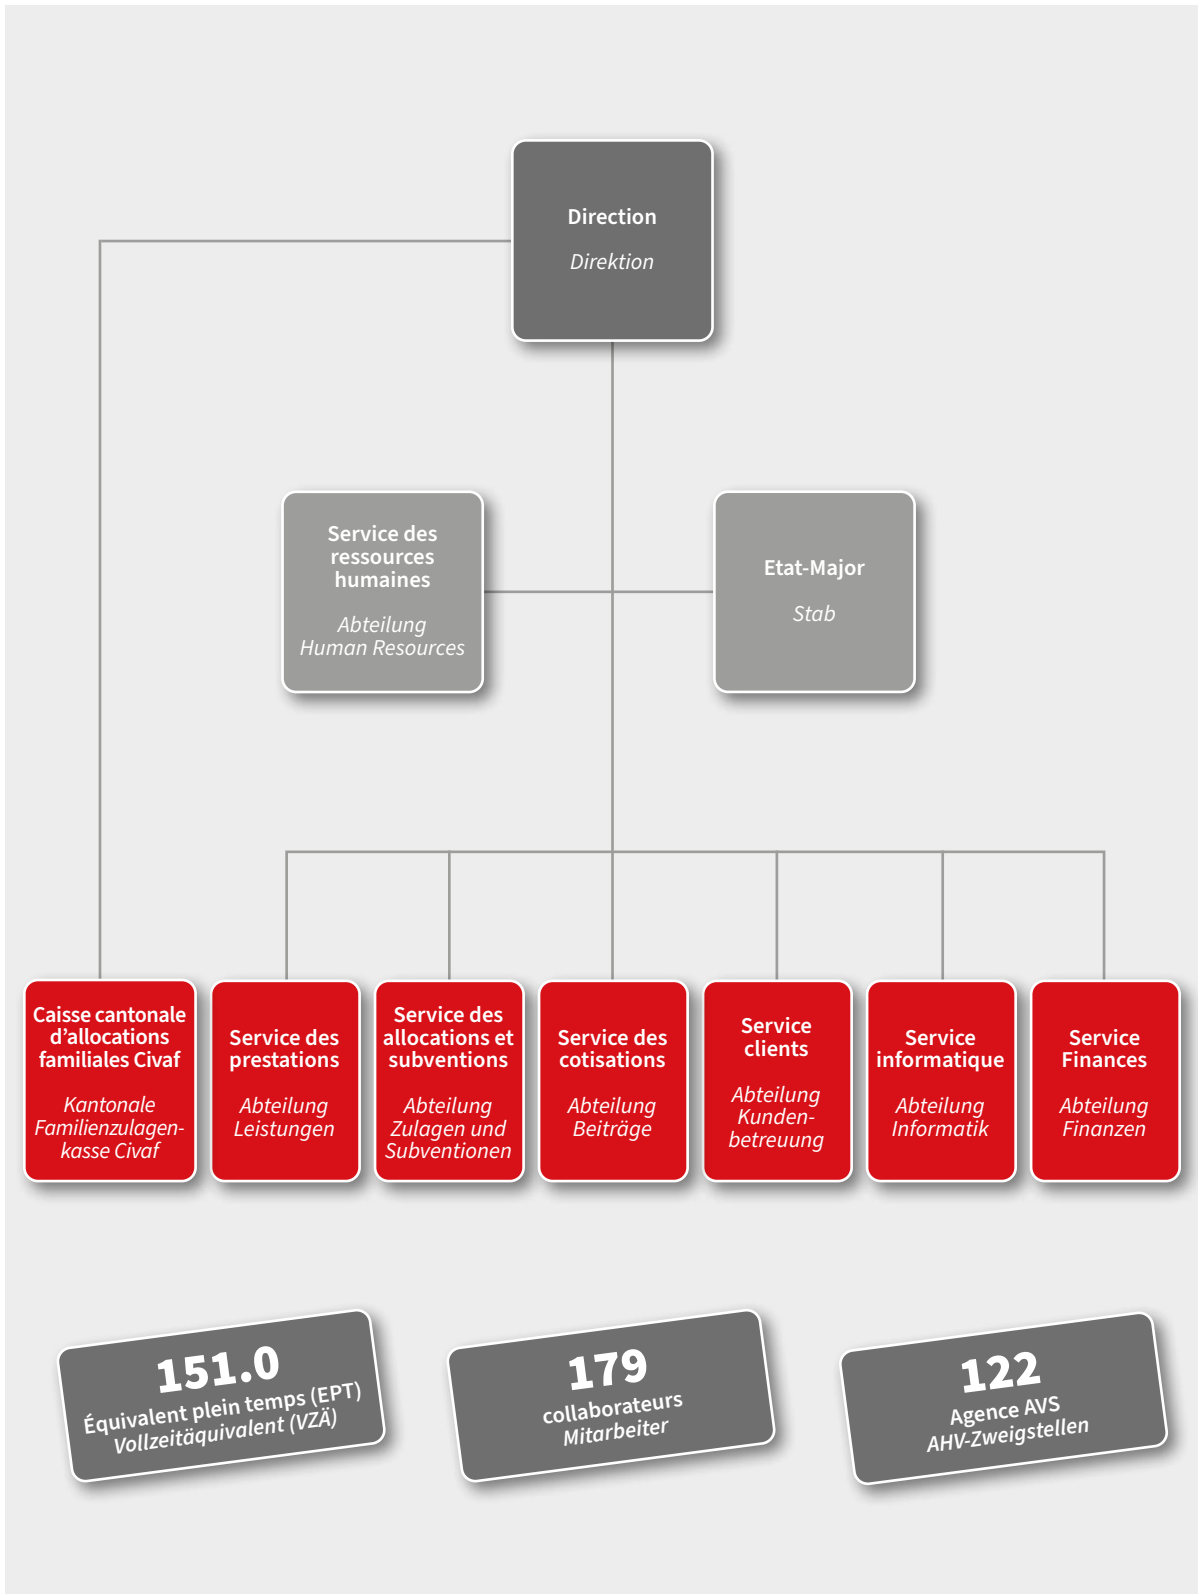 Direction
Direktion
Service des
ressources
humaines
Abteilung
Human Resources
Etat-Major
Stab
Caisse cantonale
d’allocations
familiales Civaf
Kantonale
Familienzulagen-
kasse Civaf
Service des
prestations
Abteilung
Leistungen
Service des
allocations et
subventions
Abteilung
Zulagen und
Subventionen
Service des
cotisations
Abteilung
Beiträge
Service
clients
Abteilung
Kunden-
betreuung
Service
informatique
Abteilung
Informatik
Service
Finances
Abteilung
Finanzen
151.0
Équivalent plein temps (EPT)
Vollzeitäquivalent (VZÄ)
179
collaborateurs
Mitarbeiter
122
Agence AVS
AHV-Zweigstellen